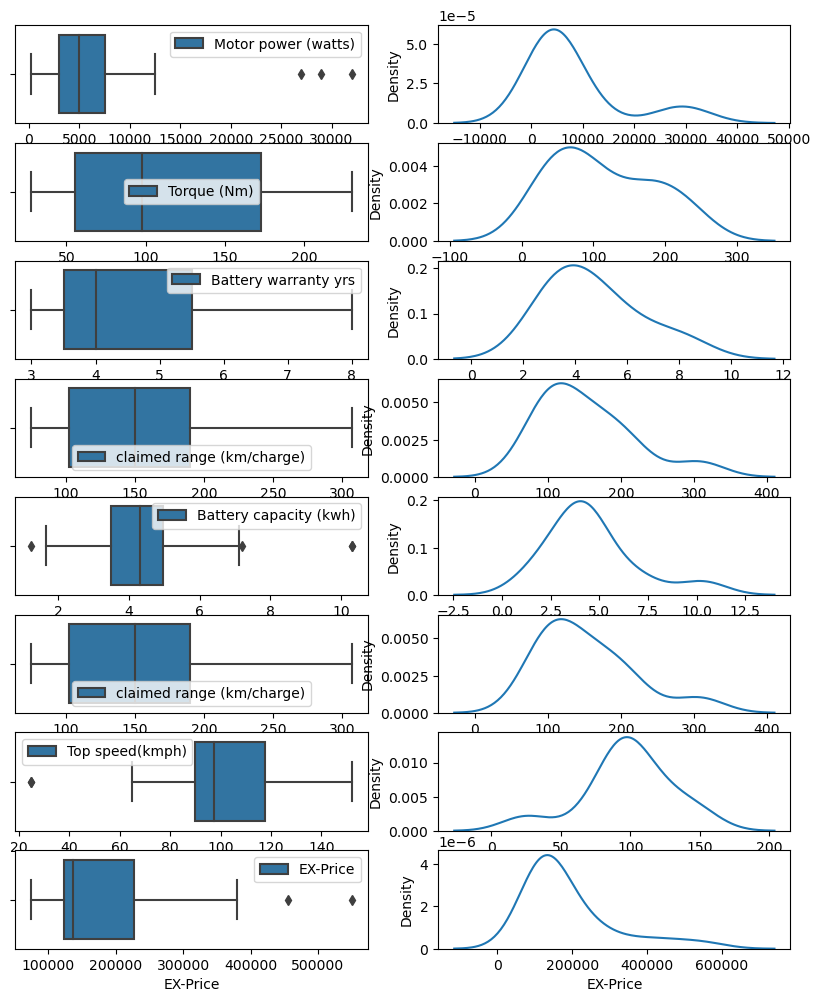 Motor power (watts)
0 5000 10000 15000 20000 25000 30000
1e−5
Density
5.0
2.5
0.0
−10000 0 10000 20000 30000 40000 50000
Torque (Nm)
50 100 150 200
Density
0.004
0.002
0.000
−100 0 100 200 300
Battery warranty yrs
3 4 5 6 7 8
Density
0.2
0.1
0.0
0 2 4 6 8 10 12
claimed range (km/charge)
100 150 200 250 300
Density
0.0050
0.0025
0.0000
0 100 200 300 400
Battery capacity (kwh)
2 4 6 8 10
Density
0.2
0.1
0.0
−2.5 0.0 2.5 5.0 7.5 10.0 12.5
claimed range (km/charge)
100 150 200 250 300
Density
0.0050
0.0025
0.0000
0 100 200 300 400
Top speed(kmph)
20 40 60 80 100 120 140
Density
0.010
0.005
0.000
0 50 100 150 200
EX-Price
100000 200000 300000 400000 500000
EX-Price
1e−6
Density
4
2
0
0 200000 400000 600000
EX-Price